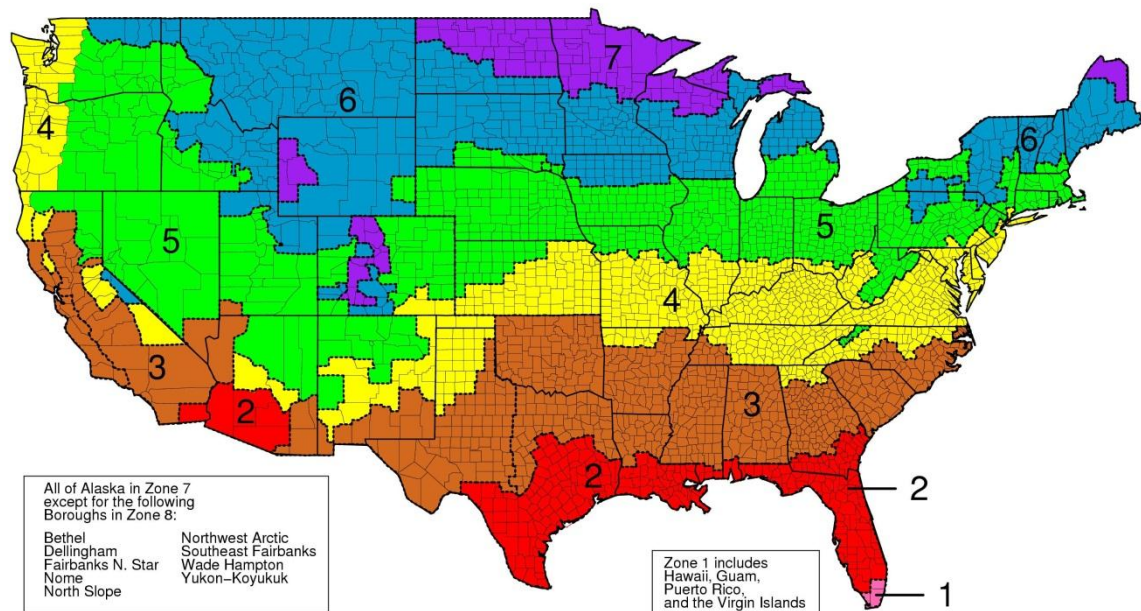 7
6
4
6
5
5
4
3
2
3
2
2
1
All of Alaska in Zone 7
except for the following
Boroughs in Zone 8:
Bethel Northwest Arctic
Dellingham Southeast Fairbanks
Fairbanks N. Star Wade Hampton
Nome Yukon-Koyukuk
North Slope
Zone 1 includes
Hawaii, Guam,
Puerto Rico,
and the Virgin Islands